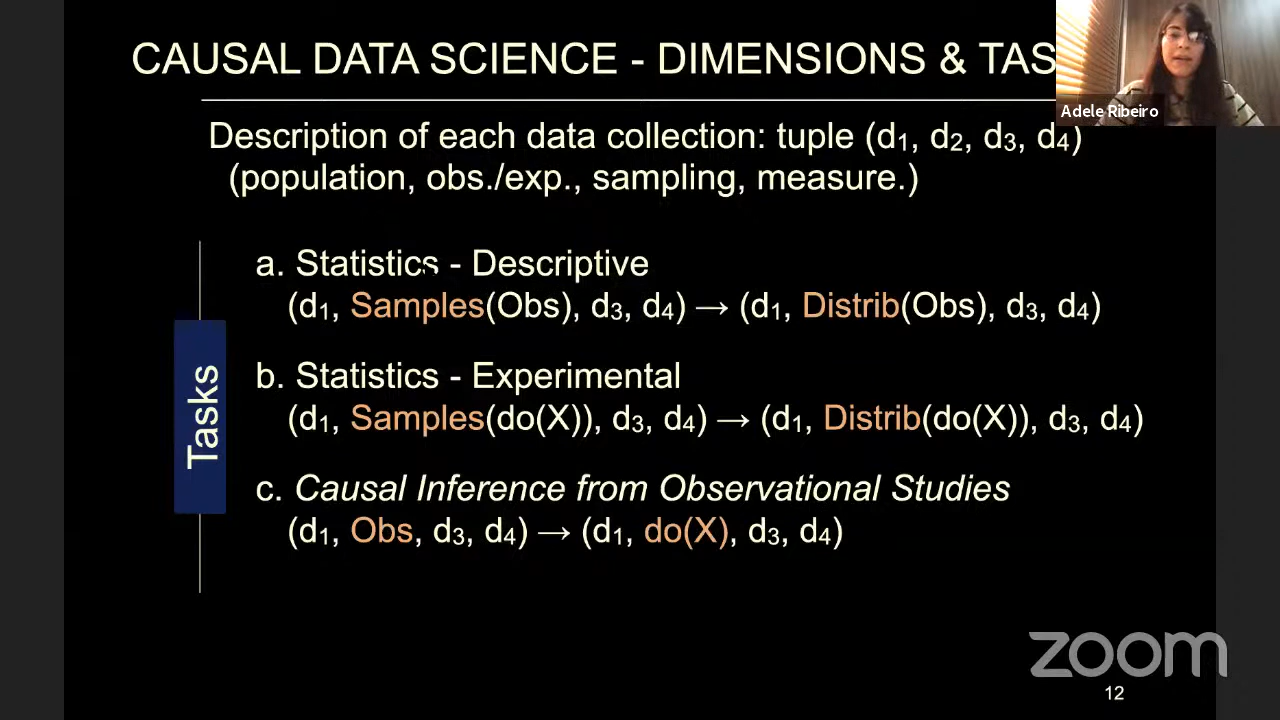 CAUSAL DATA SCIENCE - DIMENSIONS & TAS
Adele Ribeiro
Description of each data collection: tuple (d₁, d₂, d₃, d₄)
(population, obs./exp., sampling, measure.)
Tasks
a. Statistics - Descriptive
(d₁, Samples(Obs), d₃, d₄) → (d₁, Distrib(Obs), d₃, d₄)
b. Statistics - Experimental
(d₁, Samples(do(X)), d₃, d₄) → (d₁, Distrib(do(X)), d₃, d₄)
c. Causal Inference from Observational Studies
(d₁, Obs, d₃, d₄) → (d₁, do(X), d₃, d₄)
zoom
12